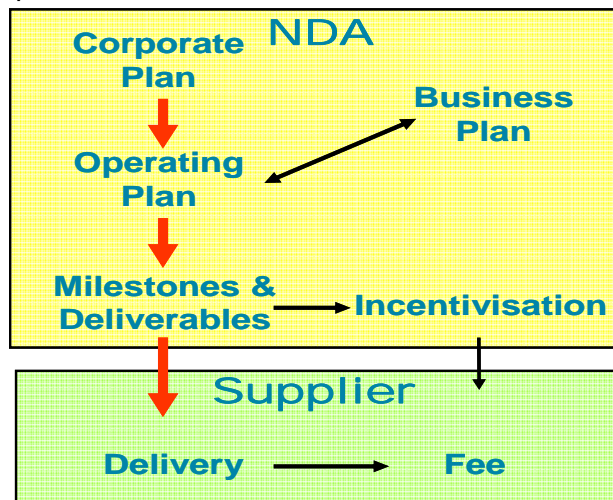 NDA
Corporate
Plan
Business
Plan
Operating
Plan
Milestones &
Deliverables
Incentivisation
Supplier
Delivery
Fee